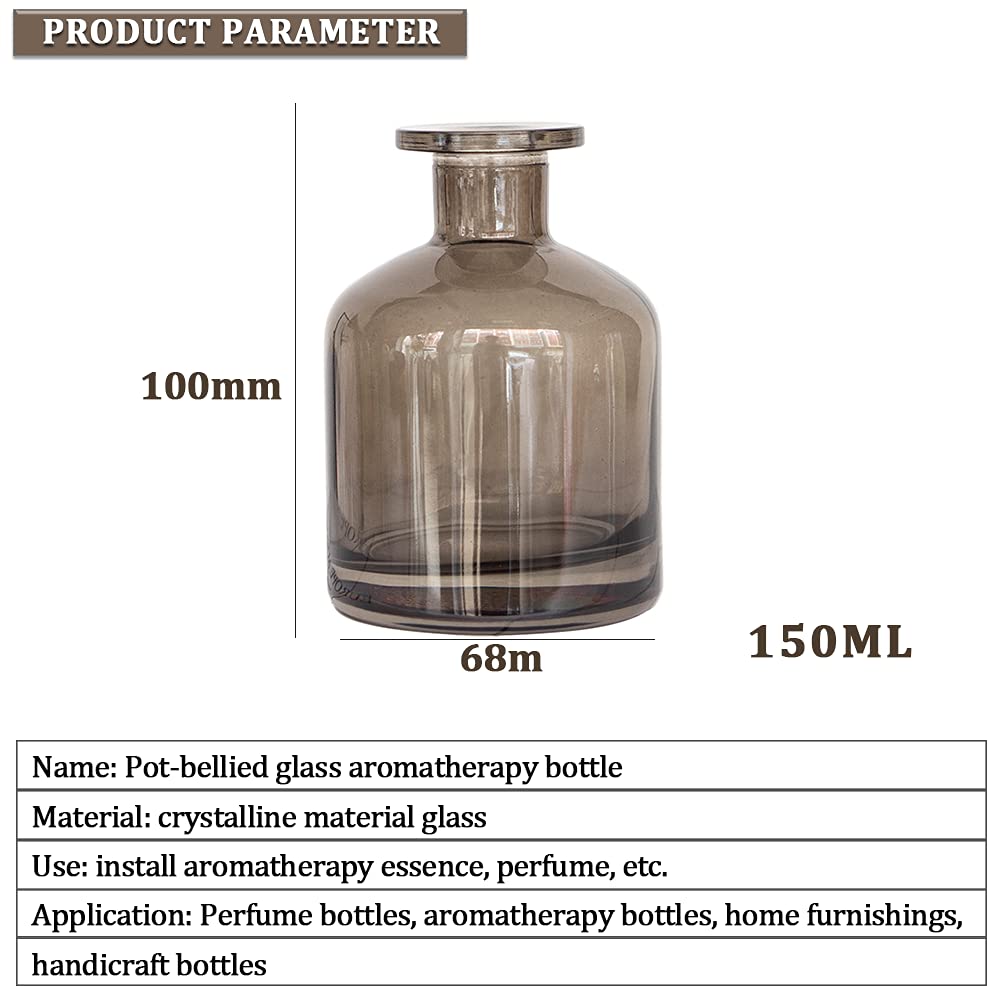 PRODUCT PARAMETER
100mm
68m
150ML
Name: Pot-bellied glass aromatherapy bottle
Material: crystalline material glass
Use: install aromatherapy essence, perfume, etc.
Application: Perfume bottles, aromatherapy bottles, home furnishings,
handicraft bottles